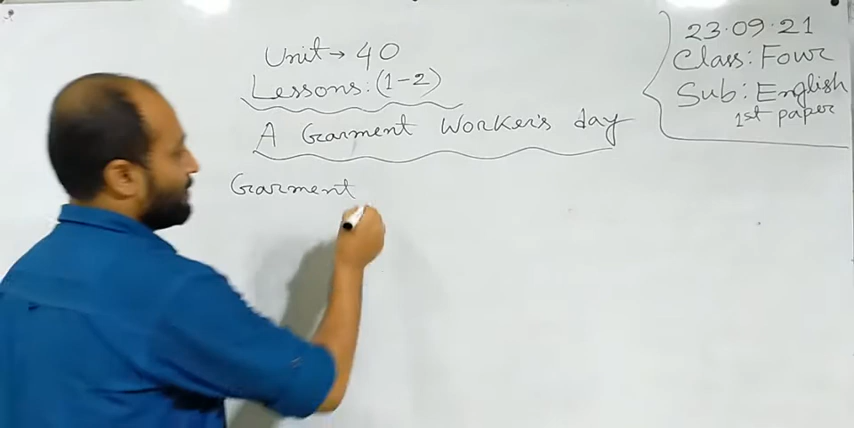 Unit → 40
Lessons: (1-2)
A Garment Worker's day
Garment
23.09.21
Class: Four
Sub: English
1st paper